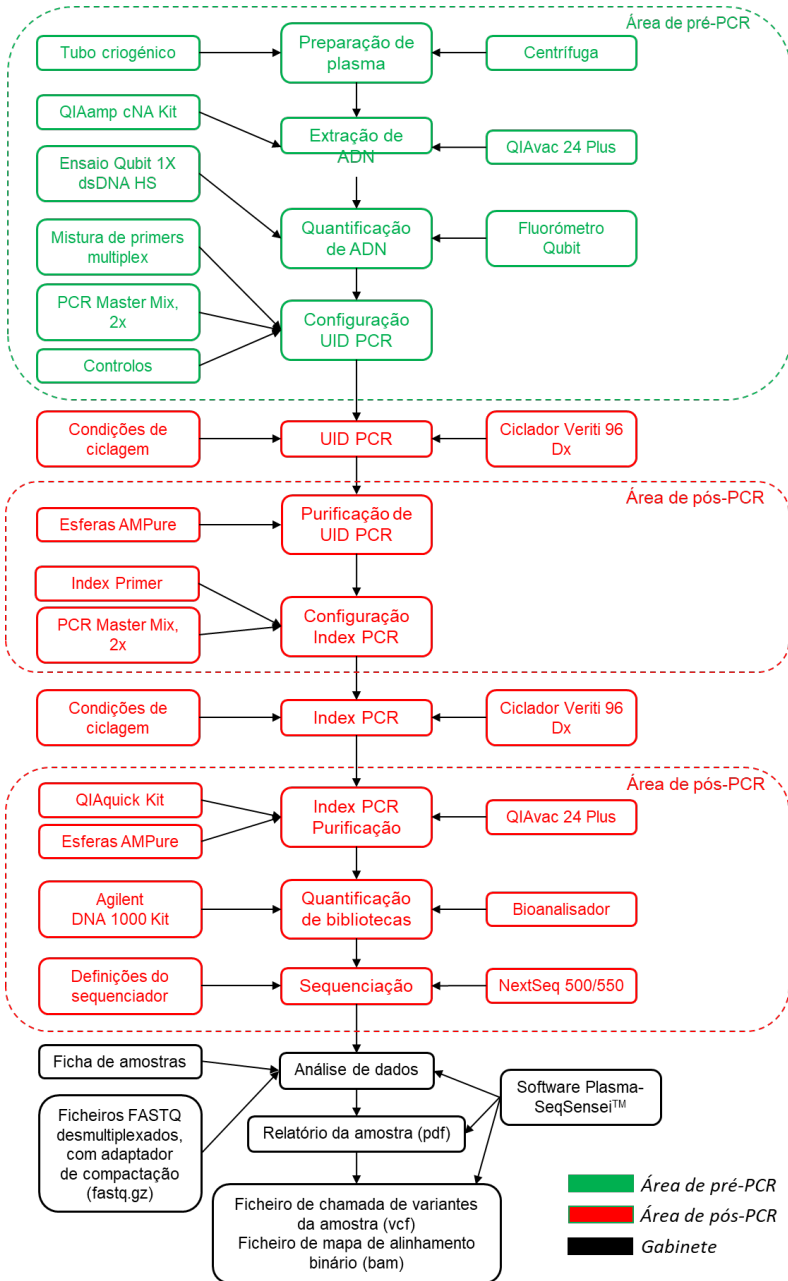 Área de pré-PCR
Tubo criogénico
Preparação de
plasma
Centrífuga
QIAamp cNA Kit
Extração de
ADN
QIAvac 24 Plus
Ensaio Qubit 1X
dsDNA HS
Quantificação
de ADN
Fluorómetro
Qubit
Mistura de primers
multiplex
PCR Master Mix,
2x
Controlos
Configuração
UID PCR
Condições de
ciclagem
UID PCR
Ciclador Veriti 96
Dx
Área de pós-PCR
Esferas AMPure
Purificação de
UID PCR
Index Primer
PCR Master Mix,
2x
Configuração
Index PCR
Condições de
ciclagem
Index PCR
Ciclador Veriti 96
Dx
Área de pós-PCR
QIAquick Kit
Esferas AMPure
Index PCR
Purificação
QIAvac 24 Plus
Agilent
DNA 1000 Kit
Quantificação
de bibliotecas
Bioanalisador
Definições do
sequenciador
Sequenciação
NextSeq 500/550
Ficha de amostras
Análise de dados
Software Plasma-
SeqSensei™
Ficheiros FASTQ
desmultiplexados,
com adaptador
de compactação
(fastq.gz)
Relatório da amostra (pdf)
Ficheiro de chamada de variantes
da amostra (vcf)
Ficheiro de mapa de alinhamento
binário (bam)
Área de pré-PCR
Área de pós-PCR
Gabinete